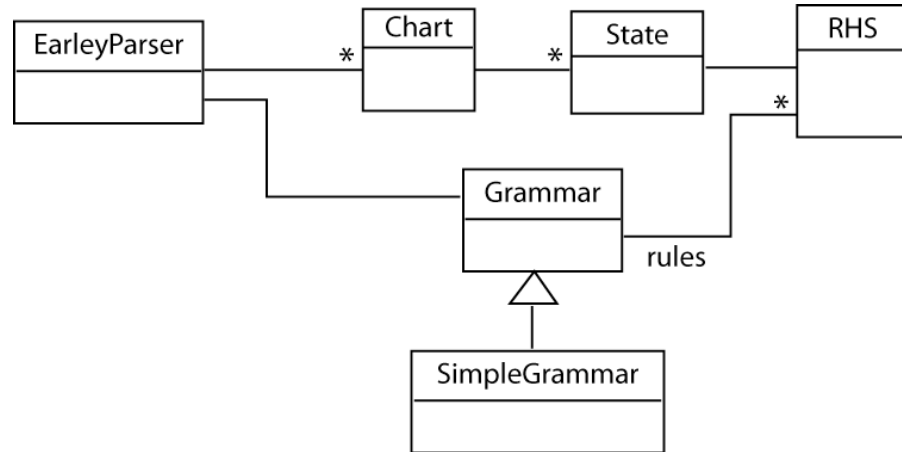 EarleyParser
Chart
State
RHS
*
*
*
Grammar
rules
SimpleGrammar